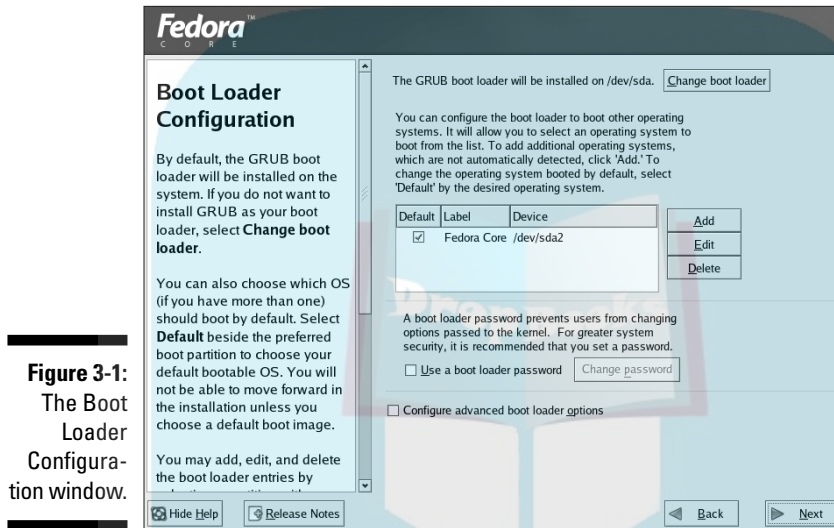 Fedora™
CORE
Boot Loader
Configuration
By default, the GRUB boot
loader will be installed on the
system. If you do not want to
install GRUB as your boot
loader, select Change boot
loader.
You can also choose which OS
(if you have more than one)
should boot by default. Select
Default beside the preferred
boot partition to choose your
default bootable OS. You will
not be able to move forward in
the installation unless you
choose a default boot image.
You may add, edit, and delete
the boot loader entries by
The GRUB boot loader will be installed on /dev/sda. Change boot loader
You can configure the boot loader to boot other operating
systems. It will allow you to select an operating system to
boot from the list. To add additional operating systems,
which are not automatically detected, click 'Add.' To
change the operating system booted by default, select
'Default' by the desired operating system.
Default Label Device
Fedora Core /dev/sda2
Add
Edit
Delete
A boot loader password prevents users from changing
options passed to the kernel. For greater system
security, it is recommended that you set a password.
Use a boot loader password Change password
Configure advanced boot loader options
Hide Help Release Notes Back Next
Figure 3-1:
The Boot
Loader
Configura-
tion window.